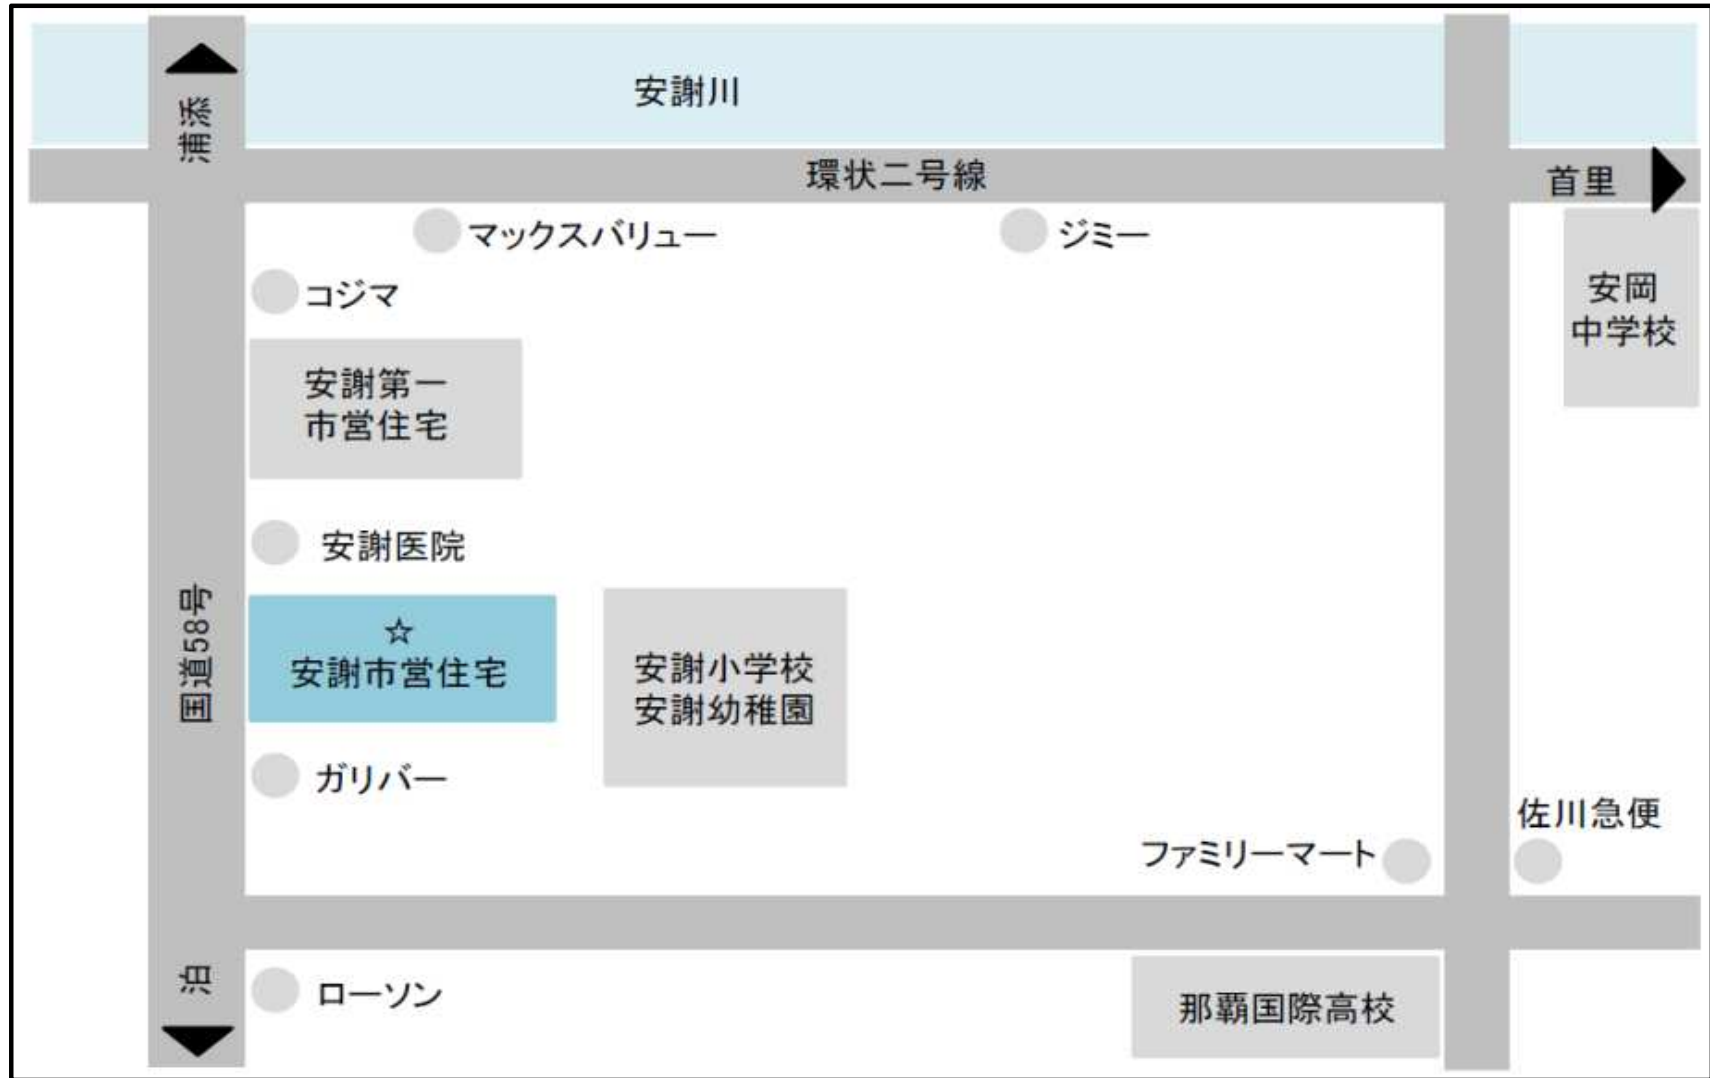 安謝川
浦添
環状二号線
首里
マックスバリュー
ジミー
コジマ
安岡
中学校
安謝第一
市営住宅
安謝医院
国道58号
☆
安謝市営住宅
安謝小学校
安謝幼稚園
ガリバー
佐川急便
ファミリーマート
泊
ローソン
那覇国際高校